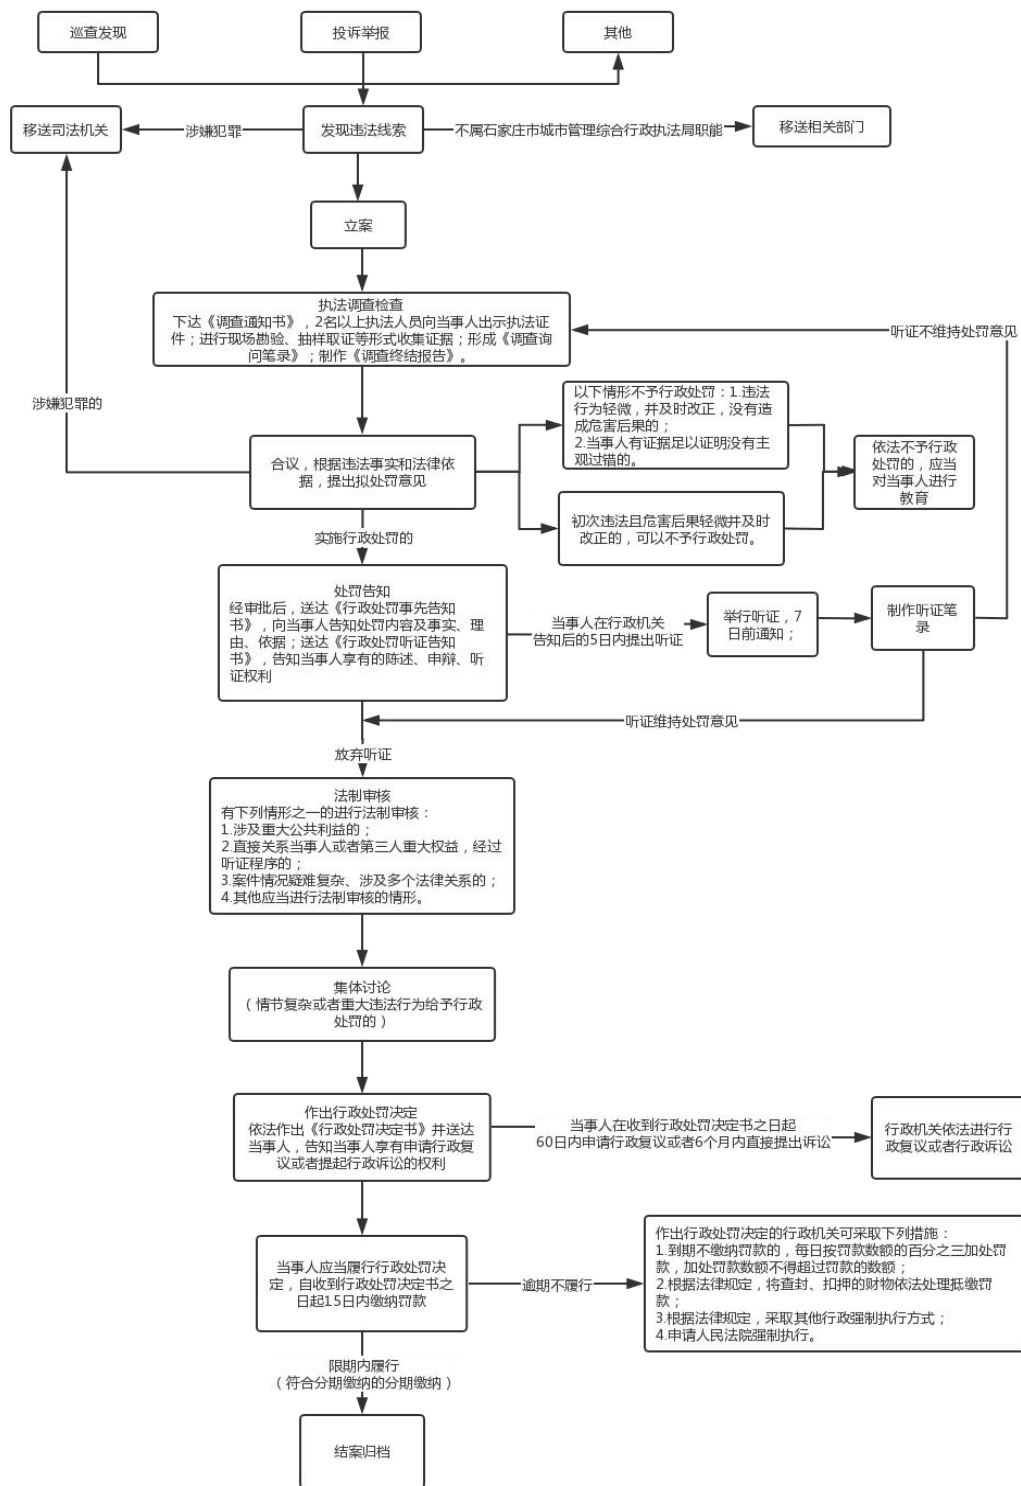 巡查发现
投诉举报
其他
移送司法机关
涉嫌犯罪
发现违法线索
不属石家庄市城市管理综合行政执法局职能
移送相关部门
立案
执法调查检查
下达《调查通知书》，2名以上执法人员向当事人出示执法证
件；进行现场勘验、抽样取证等形式收集证据；形成《调查询
问笔录》；制作《调查终结报告》。
听证不维持处罚意见
涉嫌犯罪的
以下情形不予行政处罚：1.违法
行为轻微，并及时改正，没有造
成危害后果的；
2.当事人有证据足以证明没有主
观过错的。
合议，根据违法事实和法律依
据，提出拟处罚意见
依法不予行政
处罚的，应当
对当事人进行
教育
初次违法且危害后果轻微并及时
改正的，可以不予行政处罚。
实施行政处罚的
处罚告知
经审批后，送达《行政处罚事先告知
书》，向当事人告知处罚内容及事实、理
由、依据；送达《行政处罚听证告知
书》，告知当事人享有的陈述、申辩、听
证权利
当事人在行政机关
告知后的5日内提出听证
举行听证，7
日前通知；
制作听证笔
录
听证维持处罚意见
放弃听证
法制审核
有下列情形之一的进行法制审核：
1.涉及重大公共利益的；
2.直接关系当事人或者第三人重大权益，经过
听证程序的；
3.案件情况疑难复杂、涉及多个法律关系的；
4.其他应当进行法制审核的情形。
集体讨论
（情节复杂或者重大违法行为给予行政
处罚的）
作出行政处罚决定
依法作出《行政处罚决定书》并送达
当事人，告知当事人享有申请行政复
议或者提起行政诉讼的权利
当事人在收到行政处罚决定书之日起
60日内申请行政复议或者6个月内直接提出诉讼
行政机关依法进行行
政复议或者行政诉讼
当事人应当履行行政处罚决
定，自收到行政处罚决定书之
日起15日内缴纳罚款
逾期不履行
作出行政处罚决定的行政机关可采取下列措施：
1.到期不缴纳罚款的，每日按罚款数额的百分之三加处罚
款，加处罚款数额不得超过罚款的数额；
2.根据法律规定，将查封、扣押的财物依法处理抵缴罚
款；
3.根据法律规定，采取其他行政强制执行方式；
4.申请人民法院强制执行。
限期内履行
（符合分期缴纳的分期缴纳）
结案归档